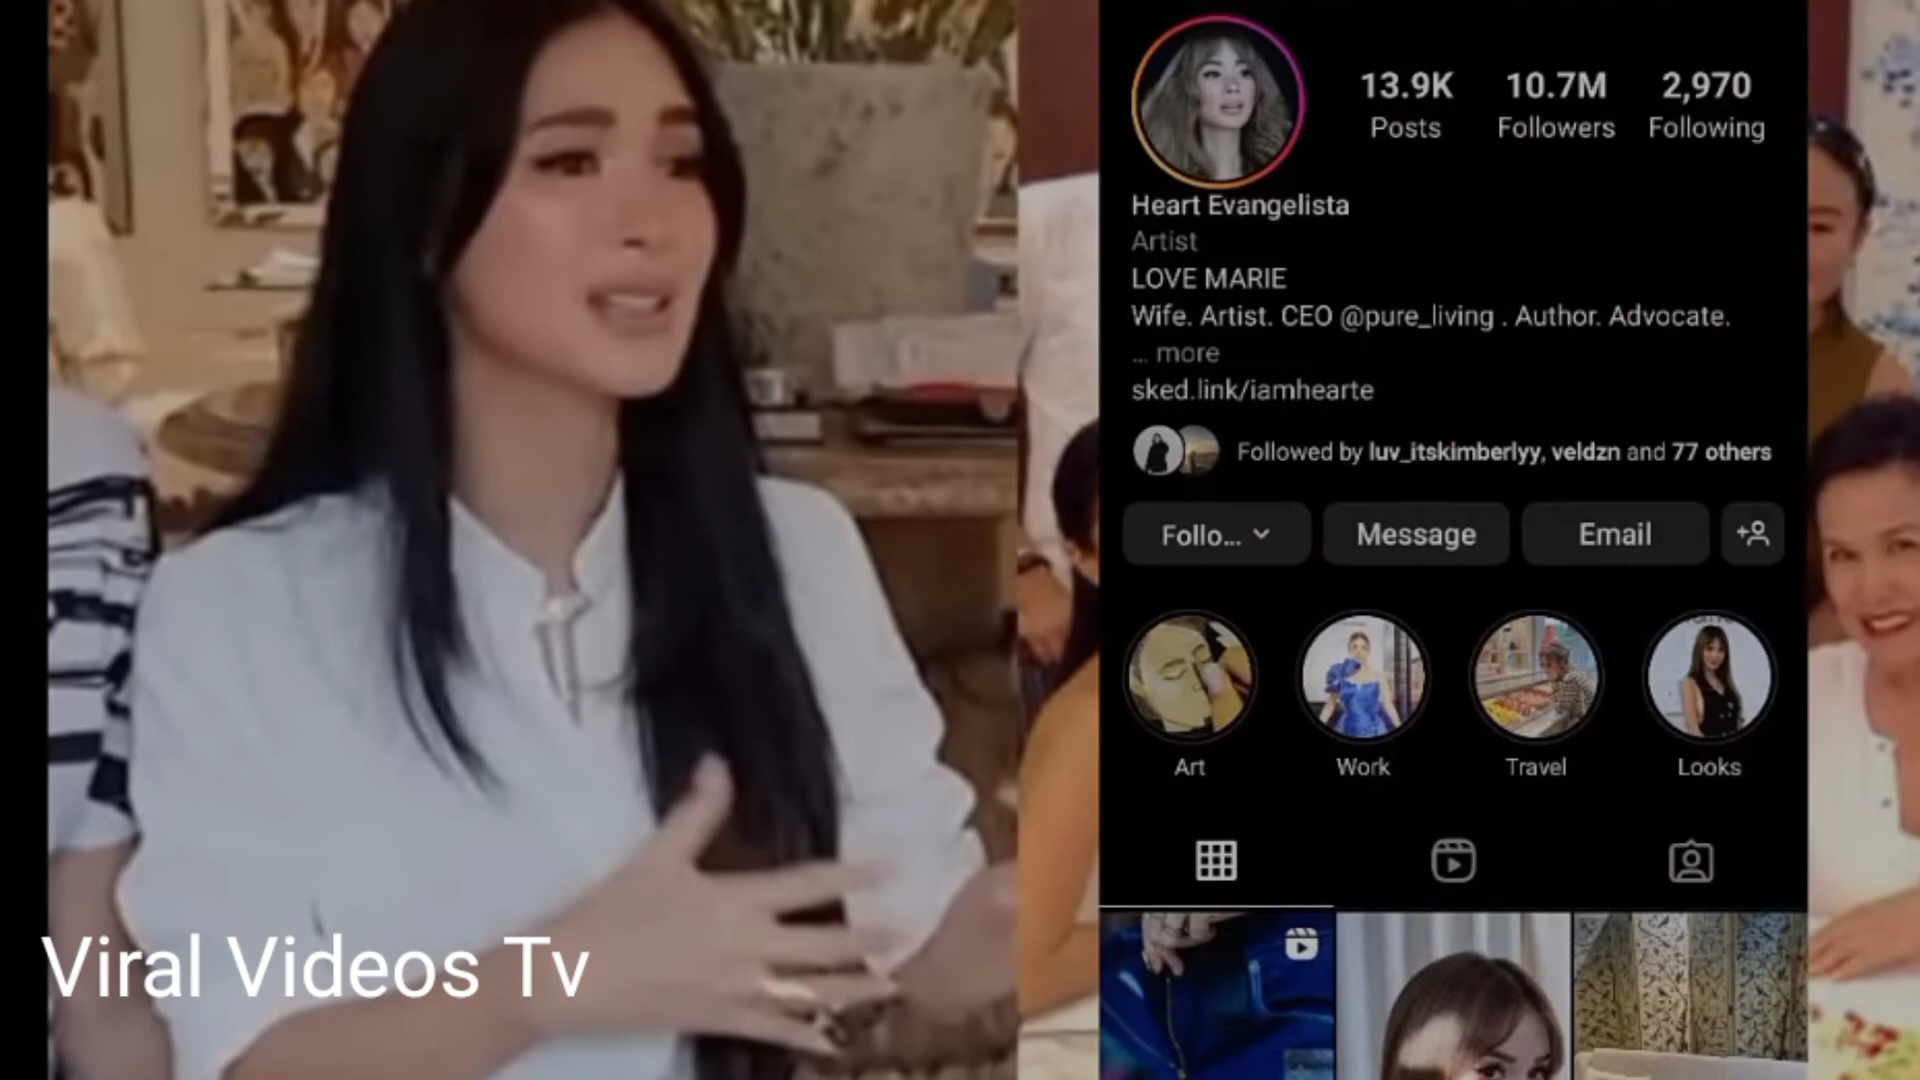 13.9K 10.7M 2,970
Posts Followers Following
Heart Evangelista
Artist
LOVE MARIE
Wife. Artist. CEO @pure_living . Author. Advocate.
... more
sked.link/iamhearte
Followed by luv_itskimberlyy, veldzn and 77 others
Follo... Message Email
Art Work Travel Looks
Viral Videos Tv